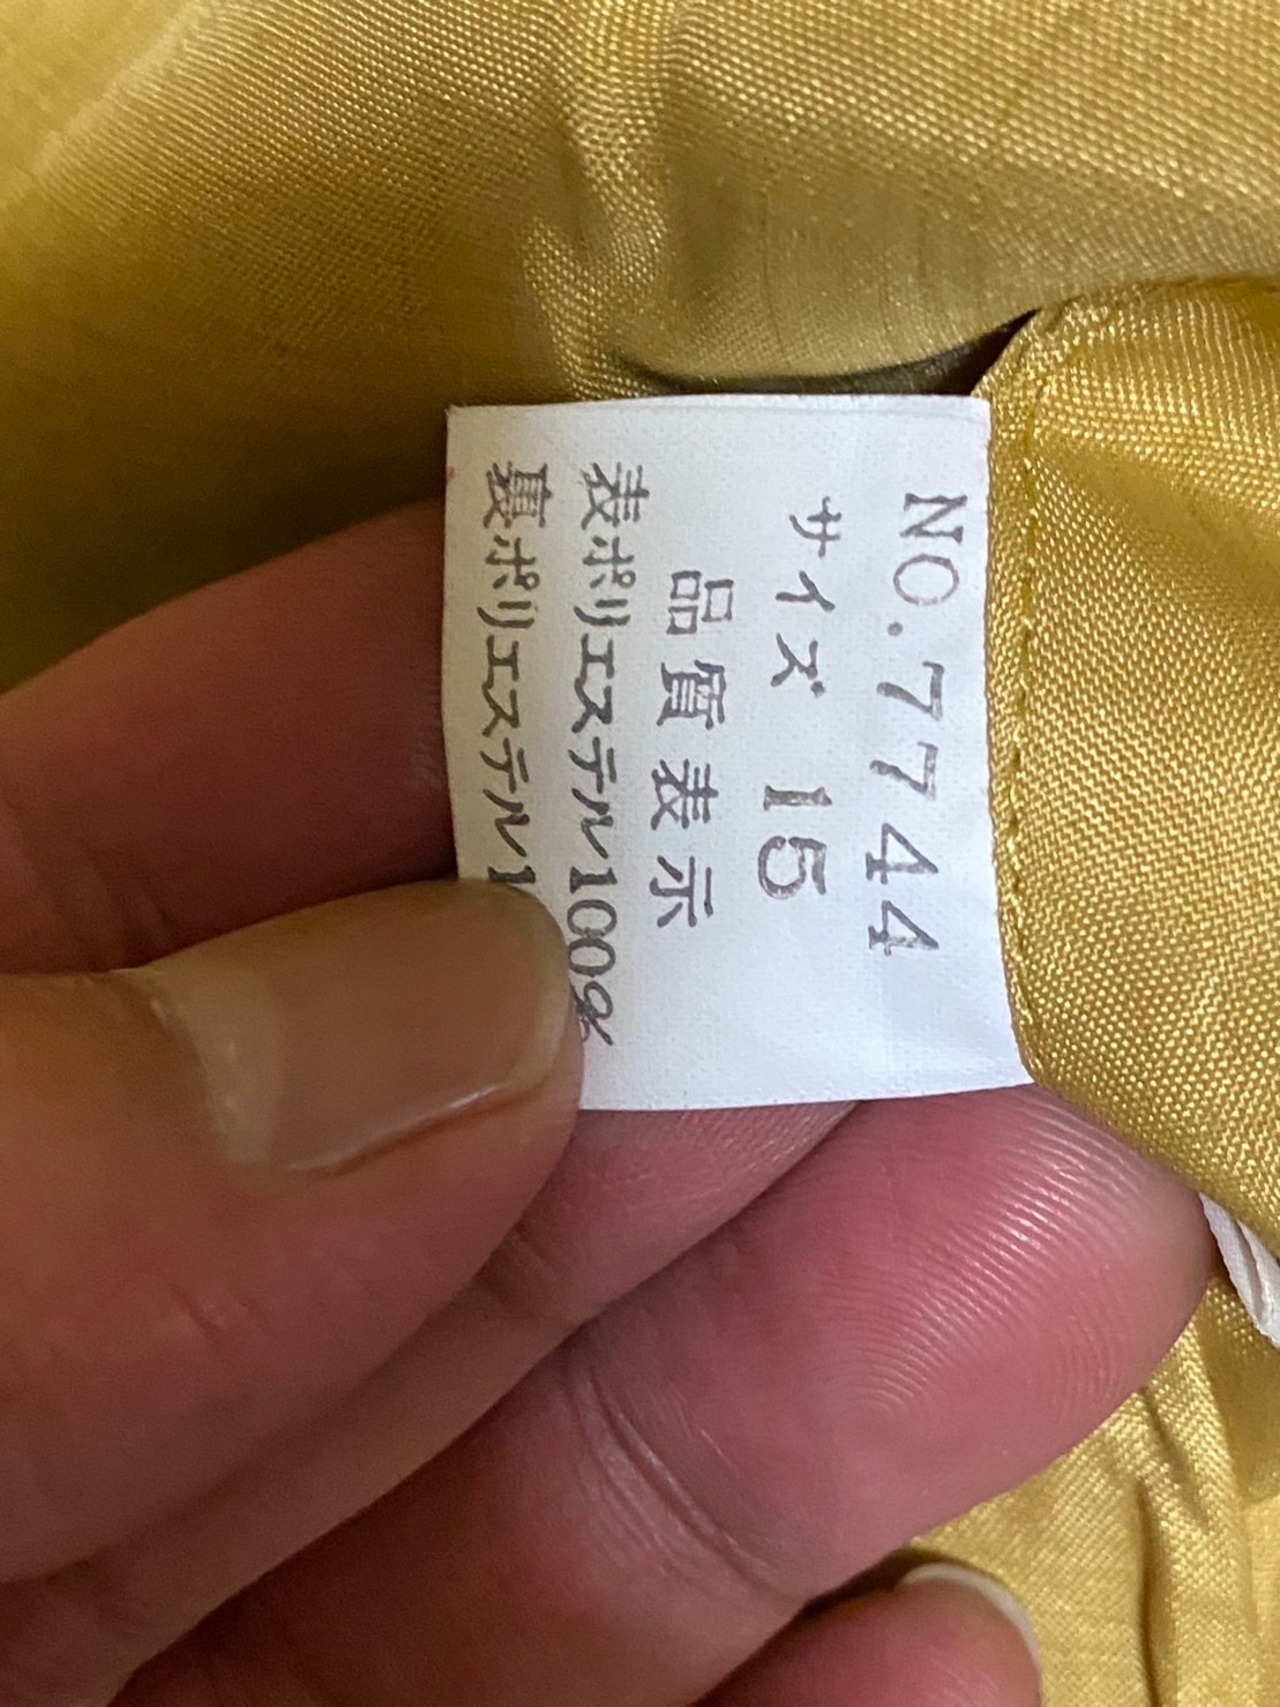 NO.7744
サイズ 15
品質表示
表ポリエステル100%
裏ポリエステル1